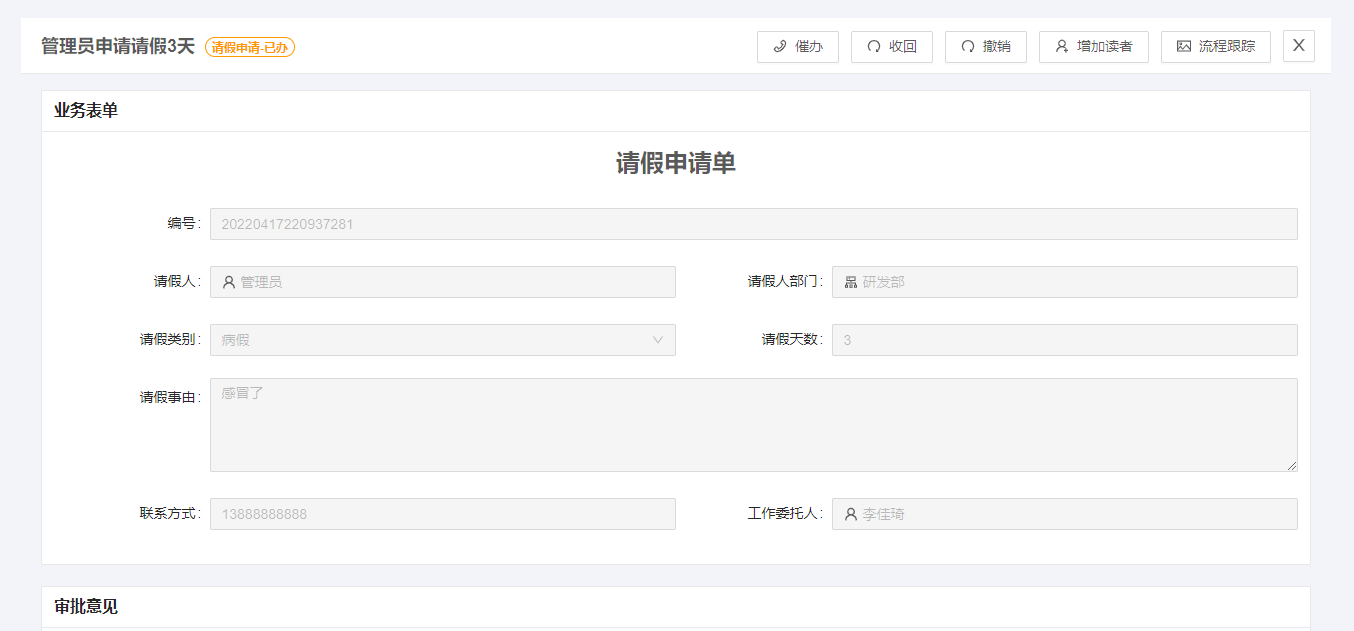 管理员申请请假3天 请假申请-已办 催办 收回 撤销 增加读者 流程跟踪 X
业务表单
请假申请单
编号: 20220417220937281
请假人: 管理员 请假人部门: 研发部
请假类别: 病假 请假天数: 3
请假事由: 感冒了
联系方式: 13888888888 工作委托人: 李佳琦
审批意见